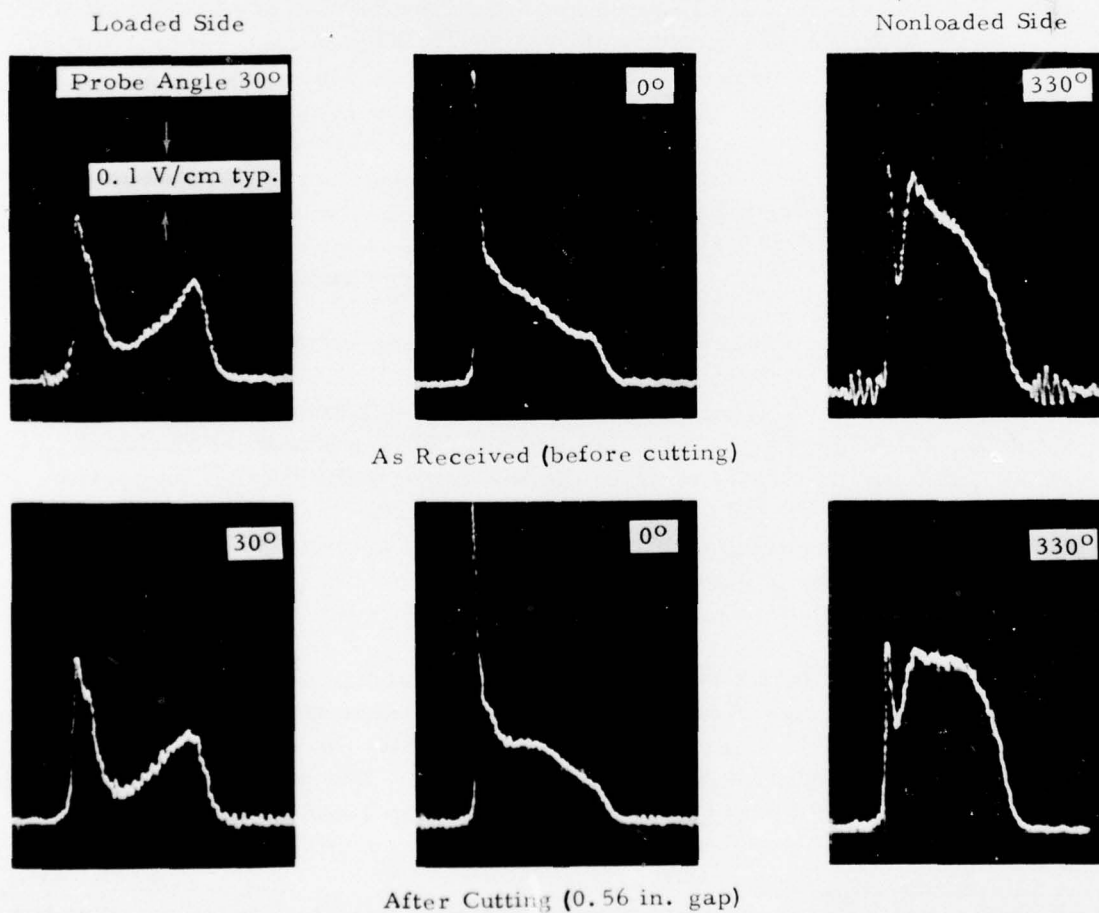 Loaded Side
Nonloaded Side
Probe Angle 30°
0.1 V/cm typ.
0°
330°
As Received (before cutting)
30°
0°
330°
After Cutting (0.56 in. gap)